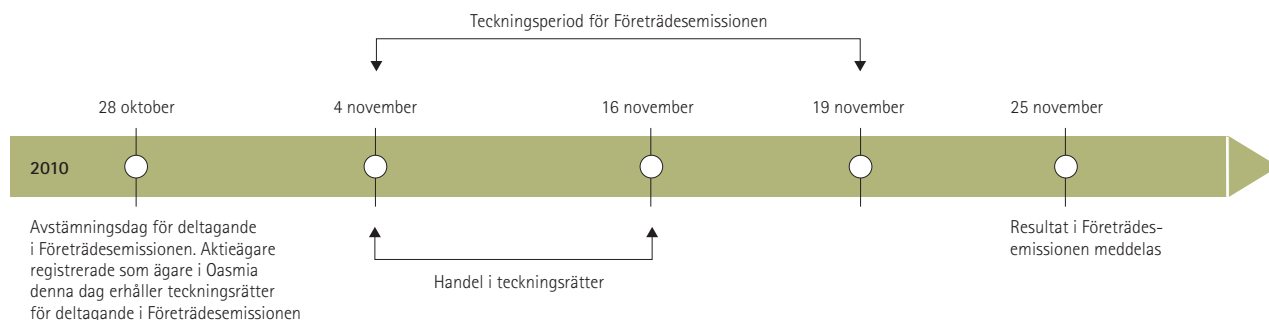 Teckningsperiod för Företrädesemissionen
28 oktober
4 november
16 november
19 november
25 november
2010
Avstämningsdag för deltagande
i Företrädesemissionen. Aktieägare
registrerade som ägare i Oasmia
denna dag erhåller teckningsrätter
för deltagande i Företrädesemissionen
Handel i teckningsrätter
Resultat i Företrädes-
emissionen meddelas